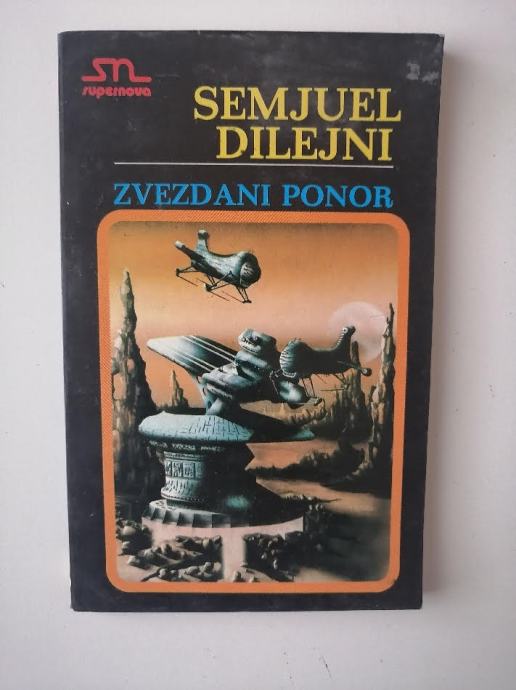 SN
supernova
SEMJUEL
DILEJNI
ZVEZDANI PONOR